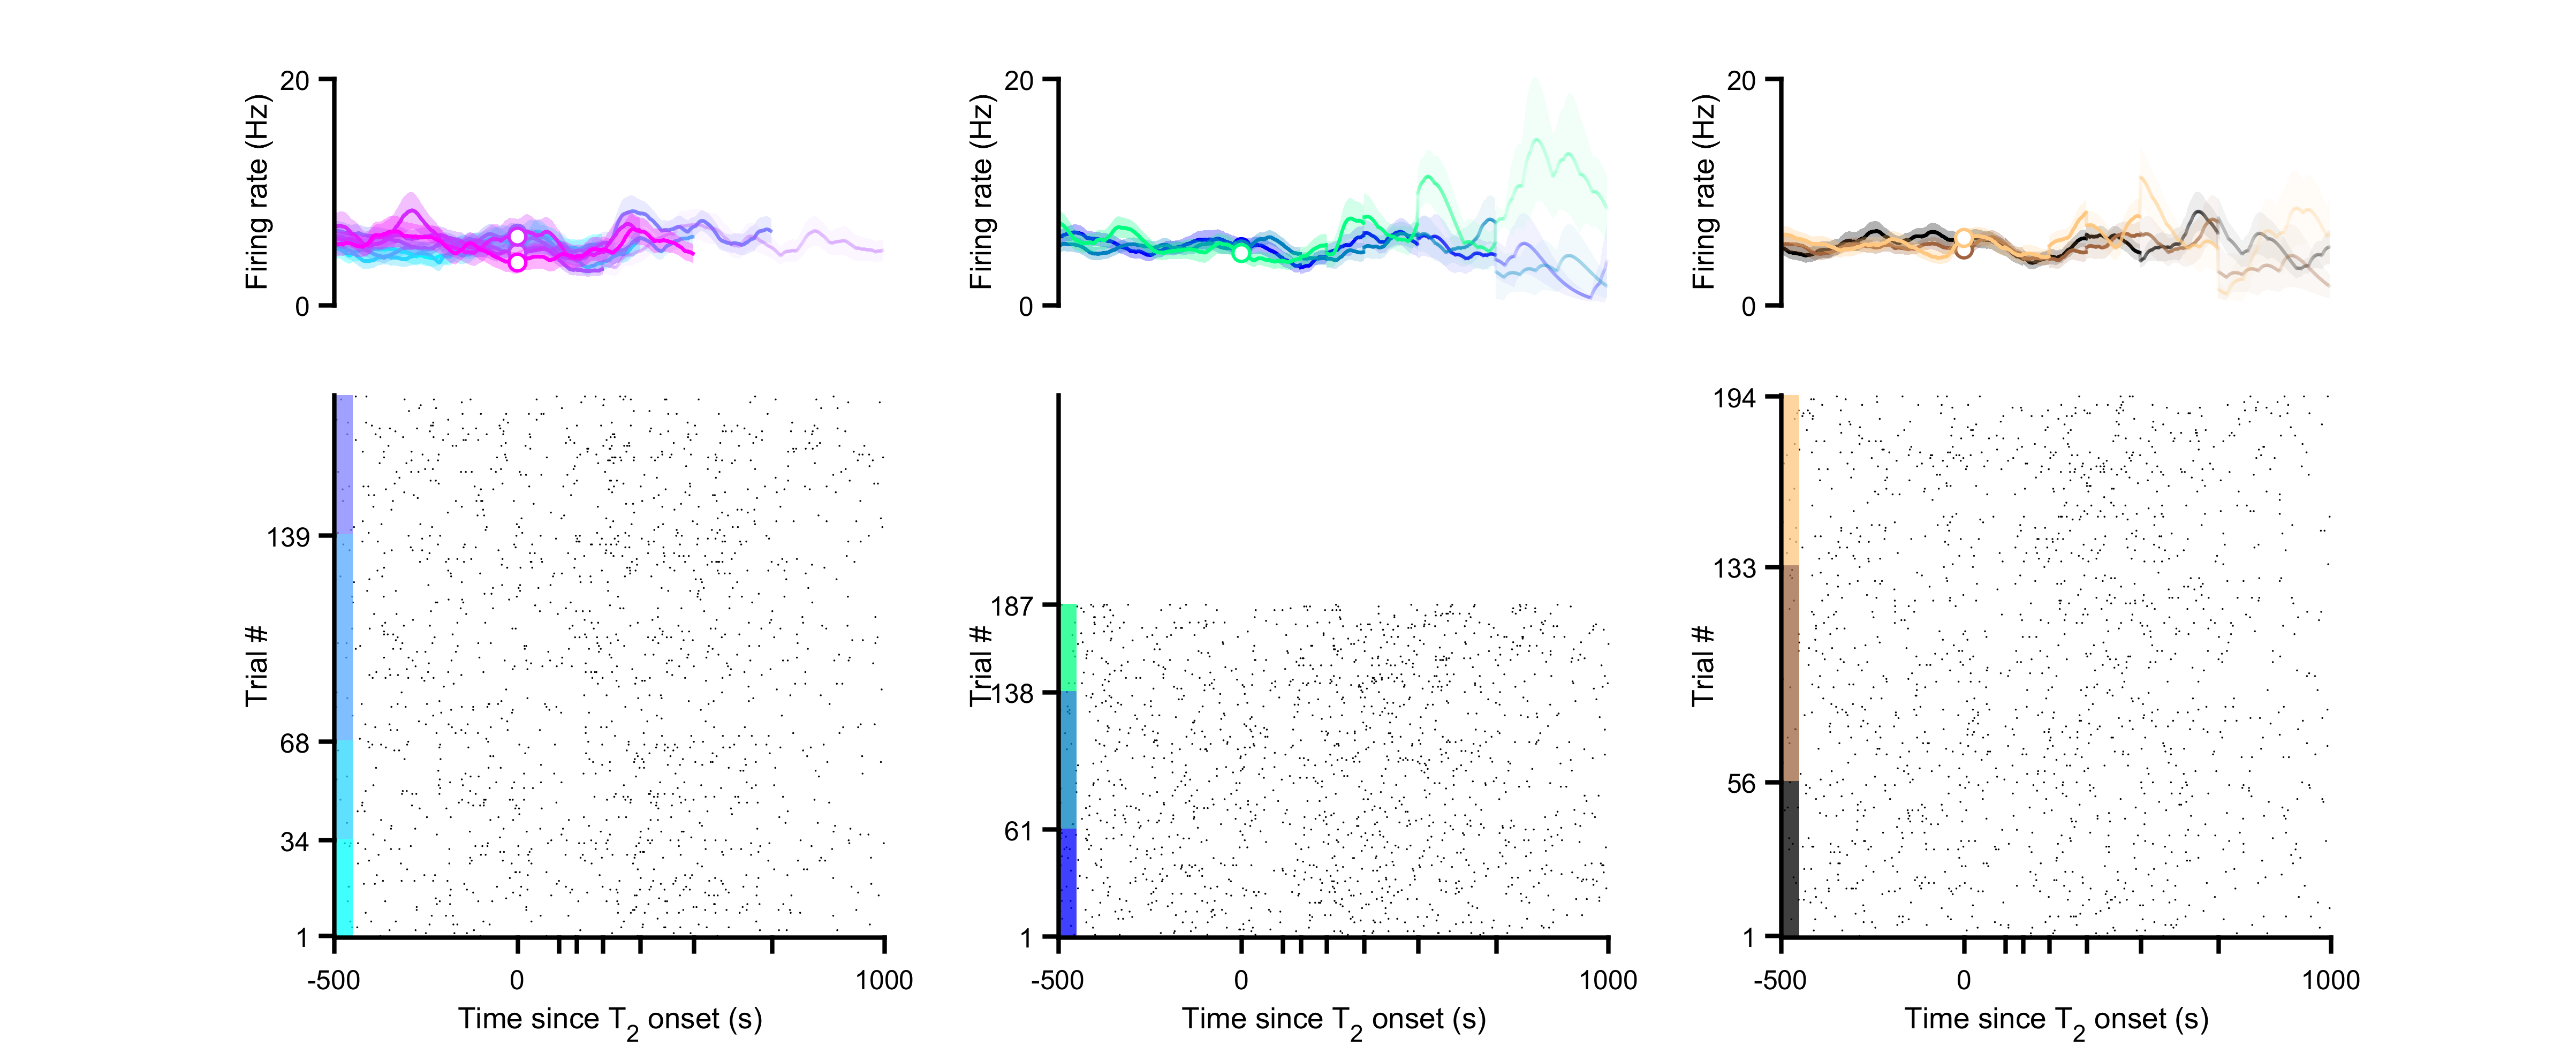 20
Firing rate (Hz)
0
20
Firing rate (Hz)
0
20
Firing rate (Hz)
0
139
68
34
1
Trial #
-500 0 1000
Time since T2 onset (s)
187
138
61
1
Trial #
-500 0 1000
Time since T2 onset (s)
194
133
56
1
Trial #
-500 0 1000
Time since T2 onset (s)